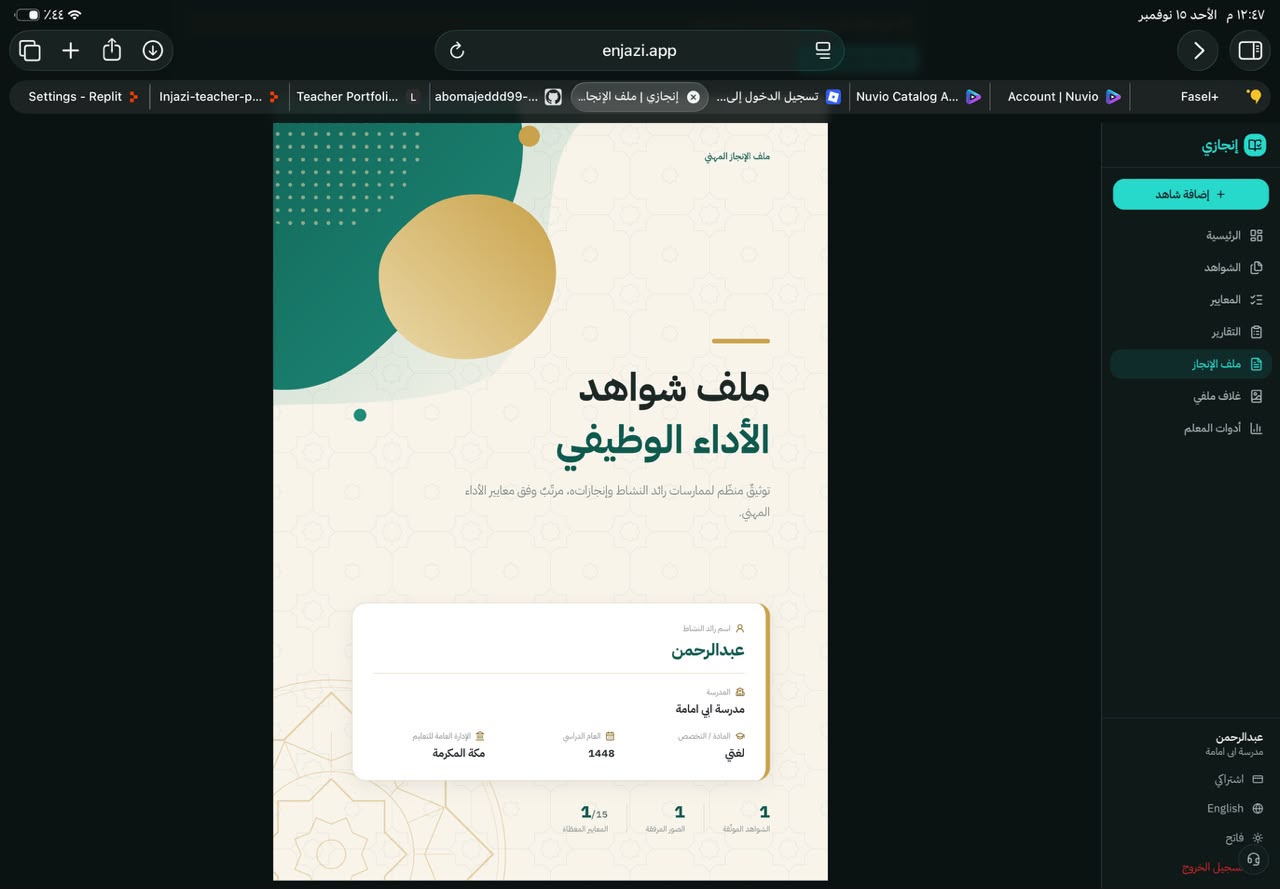 ١٢:٤٧ م الأحد ١٥ نوفمبر
٪٤٤
enjazi.app
Settings - Replit
Injazi-teacher-p...
Teacher Portfoli...
L
abomajeddd99-...
إنجازي | ملف الإنجا...
تسجيل الدخول إلى...
Nuvio Catalog A...
Account | Nuvio
Fasel+
إنجازي
+ إضافة شاهد
الرئيسية
الشواهد
المعايير
التقارير
ملف الإنجاز
غلاف ملفي
أدوات المعلم
عبدالرحمن
مدرسة ابي امامة
اشتراكي
English
فاتح
تسجيل الخروج
ملف الإنجاز المهني
ملف شواهد
الأداء الوظيفي
توثيقٌ منظّم لممارسات رائد النشاط وإنجازاته، مرتّبٌ وفق معايير الأداء
المهني.
اسم رائد النشاط
عبدالرحمن
المدرسة
مدرسة ابي امامة
المادة / التخصص
لغتي
العام الدراسي
1448
الإدارة العامة للتعليم
مكة المكرمة
1
الشواهد الموثّقة
1
الصور المرفقة
1/15
المعايير المغطاة